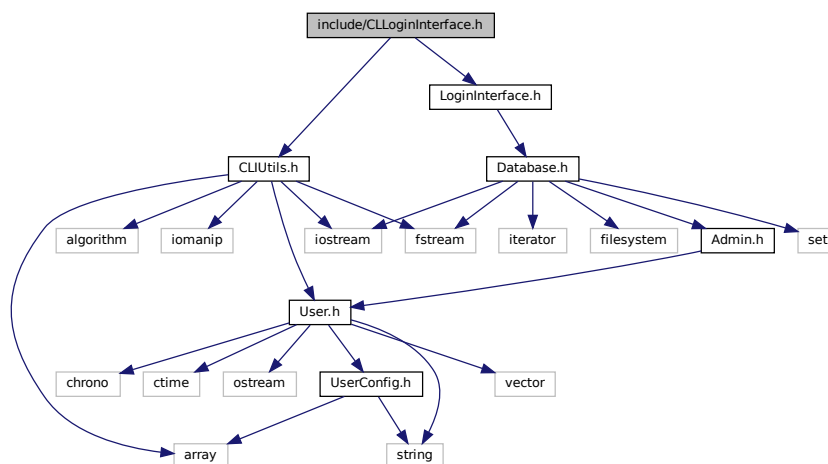 include/CLLoginInterface.h
LoginInterface.h
CLIUtils.h
Database.h
algorithm
iomanip
iostream
fstream
iterator
filesystem
Admin.h
set
User.h
chrono
ctime
ostream
UserConfig.h
vector
array
string